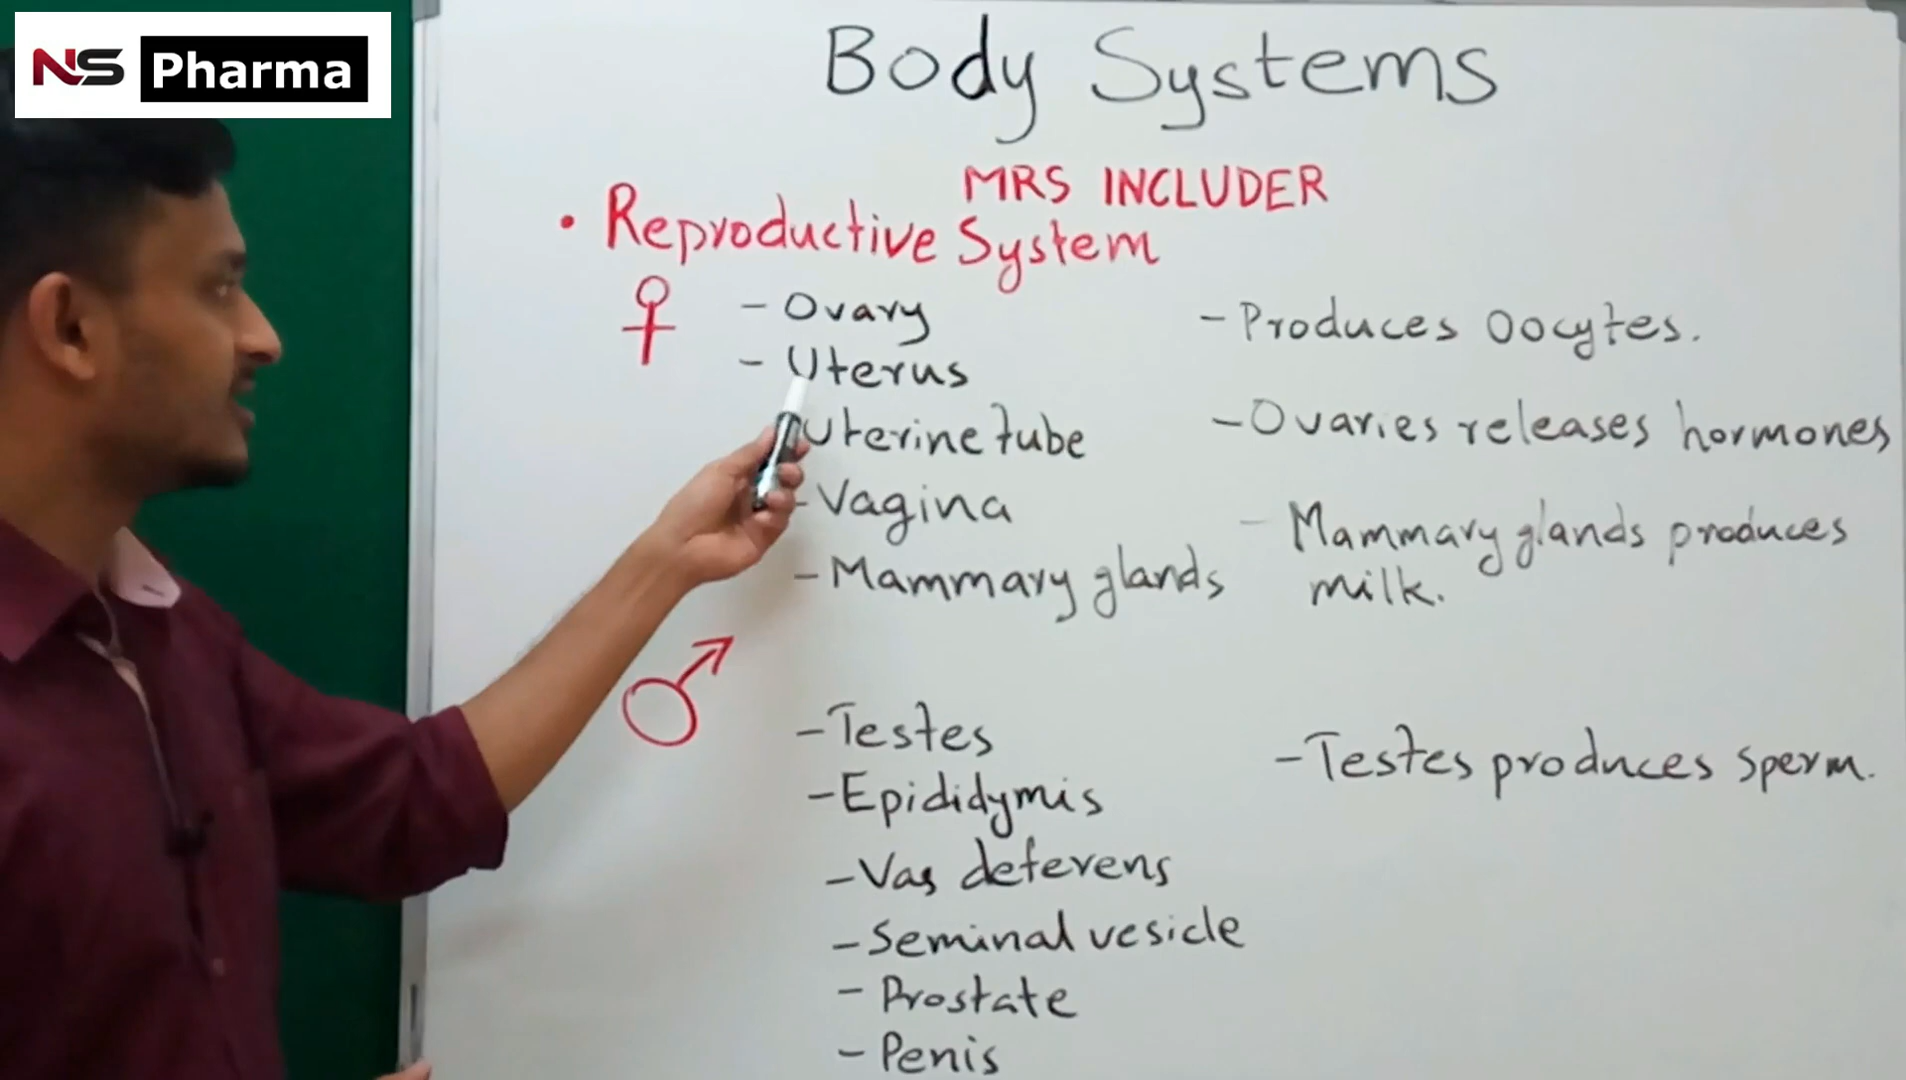 NS Pharma
Body Systems
MRS INCLUDER
• Reproductive System
- Ovary
- Produces Oocytes.
- Uterus
Uterine tube
- Ovaries releases hormones
- Vagina
- Mammary glands produces
milk.
- Mammary glands
- Testes
- Testes produces sperm.
- Epididymis
- Vas deferens
- Seminal vesicle
- Prostate
- Penis